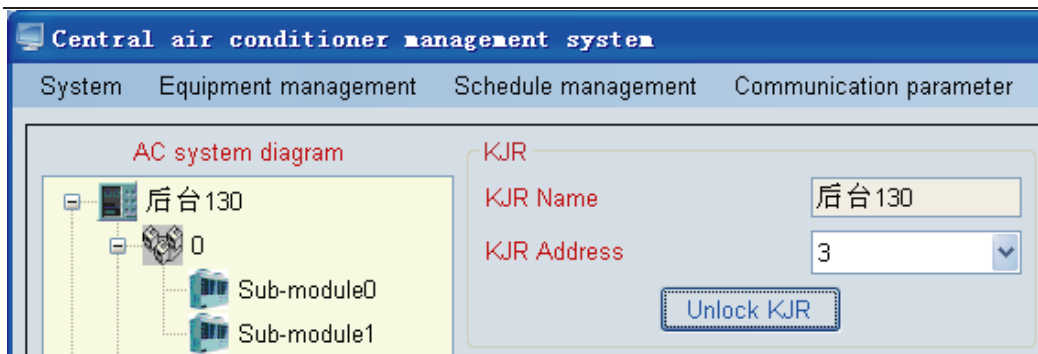 Central air conditioner management system
System Equipment management Schedule management Communication parameter
AC system diagram
后台130
0
Sub-module0
Sub-module1
KJR
KJR Name 后台130
KJR Address 3
Unlock KJR